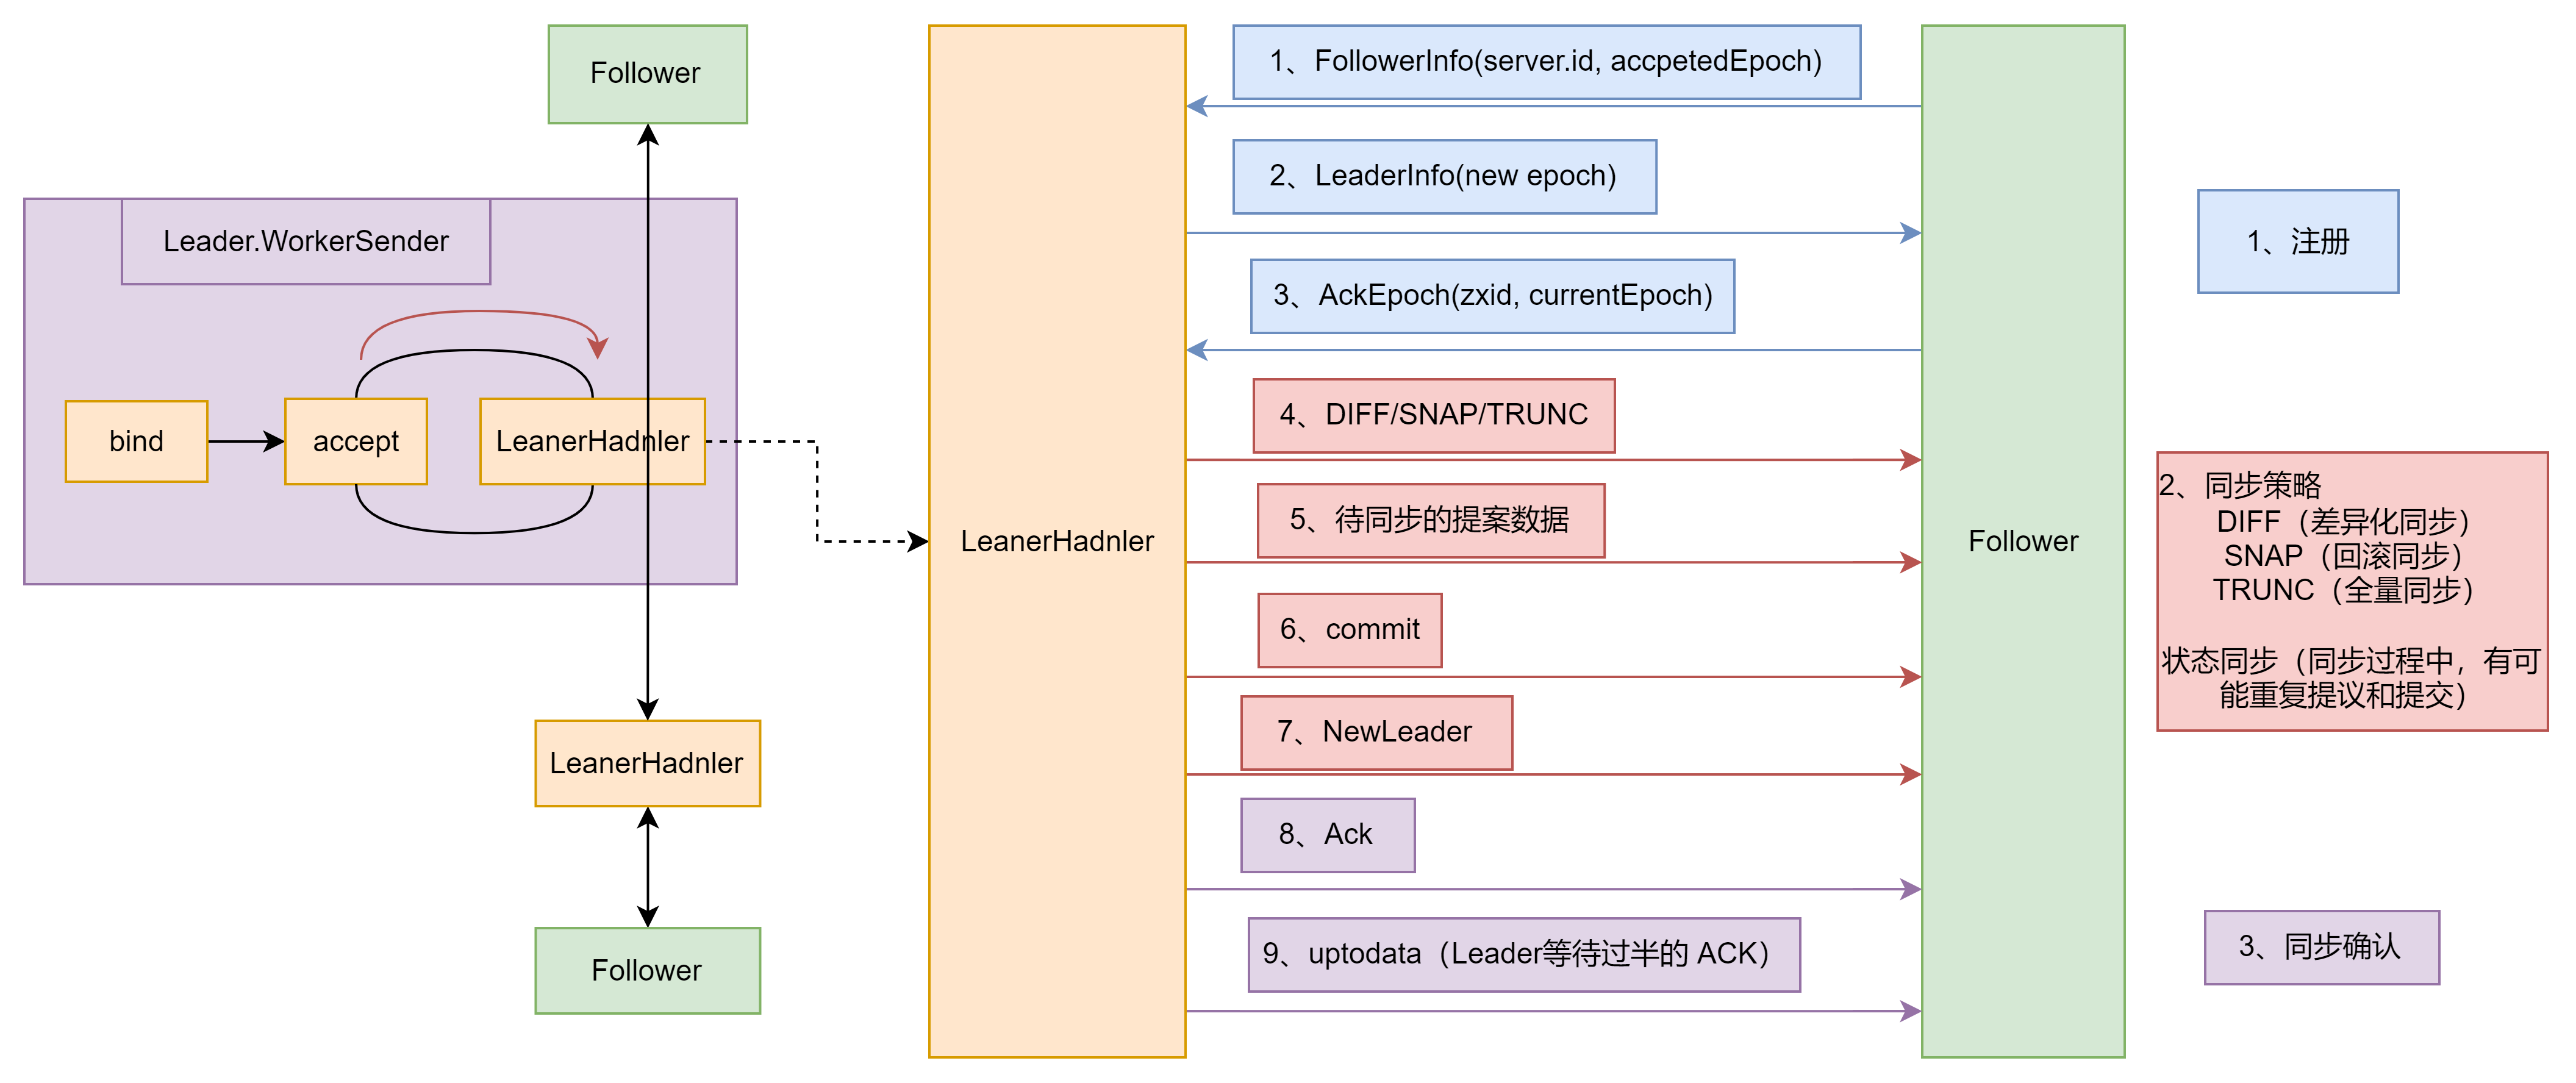 Follower
Leader.WorkerSender
bind
accept
LeanerHadnler
LeanerHadnler
Follower
LeanerHadnler
1、FollowerInfo(server.id, accpetedEpoch)
2、LeaderInfo(new epoch)
3、AckEpoch(zxid, currentEpoch)
4、DIFF/SNAP/TRUNC
5、待同步的提案数据
6、commit
7、NewLeader
8、Ack
9、uptodata（Leader等待过半的 ACK）
Follower
1、注册
2、同步策略
DIFF（差异化同步）
SNAP（回滚同步）
TRUNC（全量同步）
状态同步（同步过程中，有可
能重复提议和提交）
3、同步确认